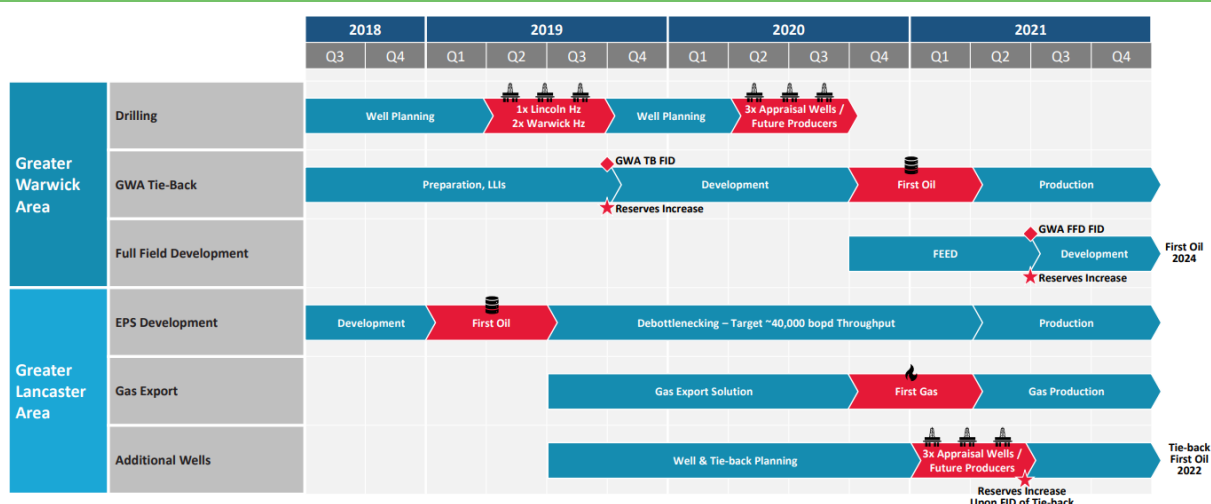 2018 2019 2020 2021
Q3 Q4 Q1 Q2 Q3 Q4 Q1 Q2 Q3 Q4 Q1 Q2 Q3 Q4
Greater
Warwick
Area
Drilling
Well Planning
1x Lincoln Hz
2x Warwick Hz
Well Planning
3x Appraisal Wells /
Future Producers
GWA Tie-Back
Preparation, LLIs
GWA TB FID
Reserves Increase
Development
First Oil
Production
Full Field Development
FEED
GWA FFD FID
Reserves Increase
Development
First Oil
2024
Greater
Lancaster
Area
EPS Development
Development
First Oil
Debottlenecking – Target ~40,000 bopd Throughput
Production
Gas Export
Gas Export Solution
First Gas
Gas Production
Additional Wells
Well & Tie-back Planning
3x Appraisal Wells /
Future Producers
Reserves Increase
Upon FID of Tie-back
Tie-back
First Oil
2022